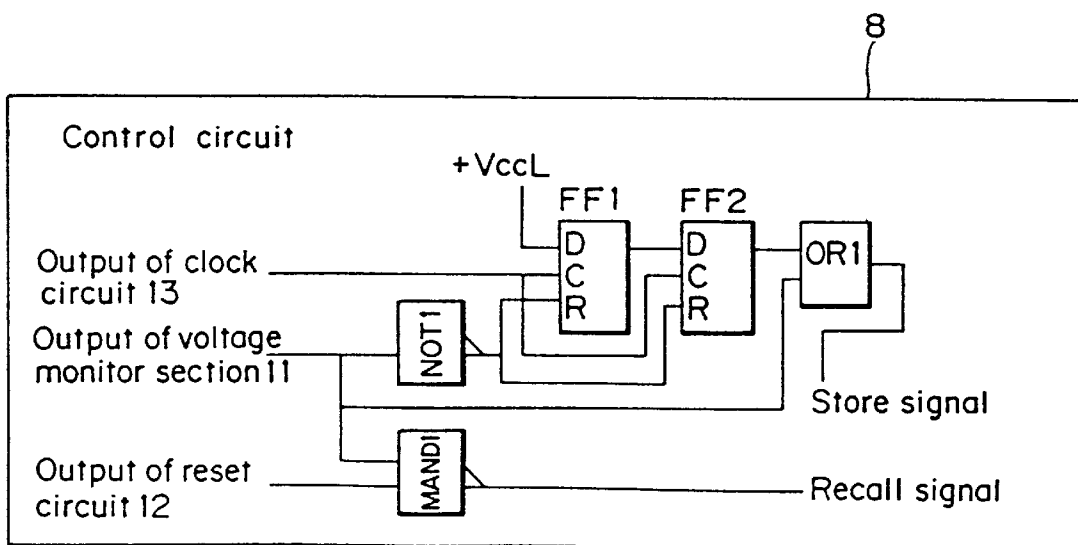 8
Control circuit
+VccL
FF1
FF2
D
C
R
D
C
R
OR1
Output of clock
circuit 13
NOT1
Output of voltage
monitor section 11
Store signal
MAND1
Output of reset
circuit 12
Recall signal